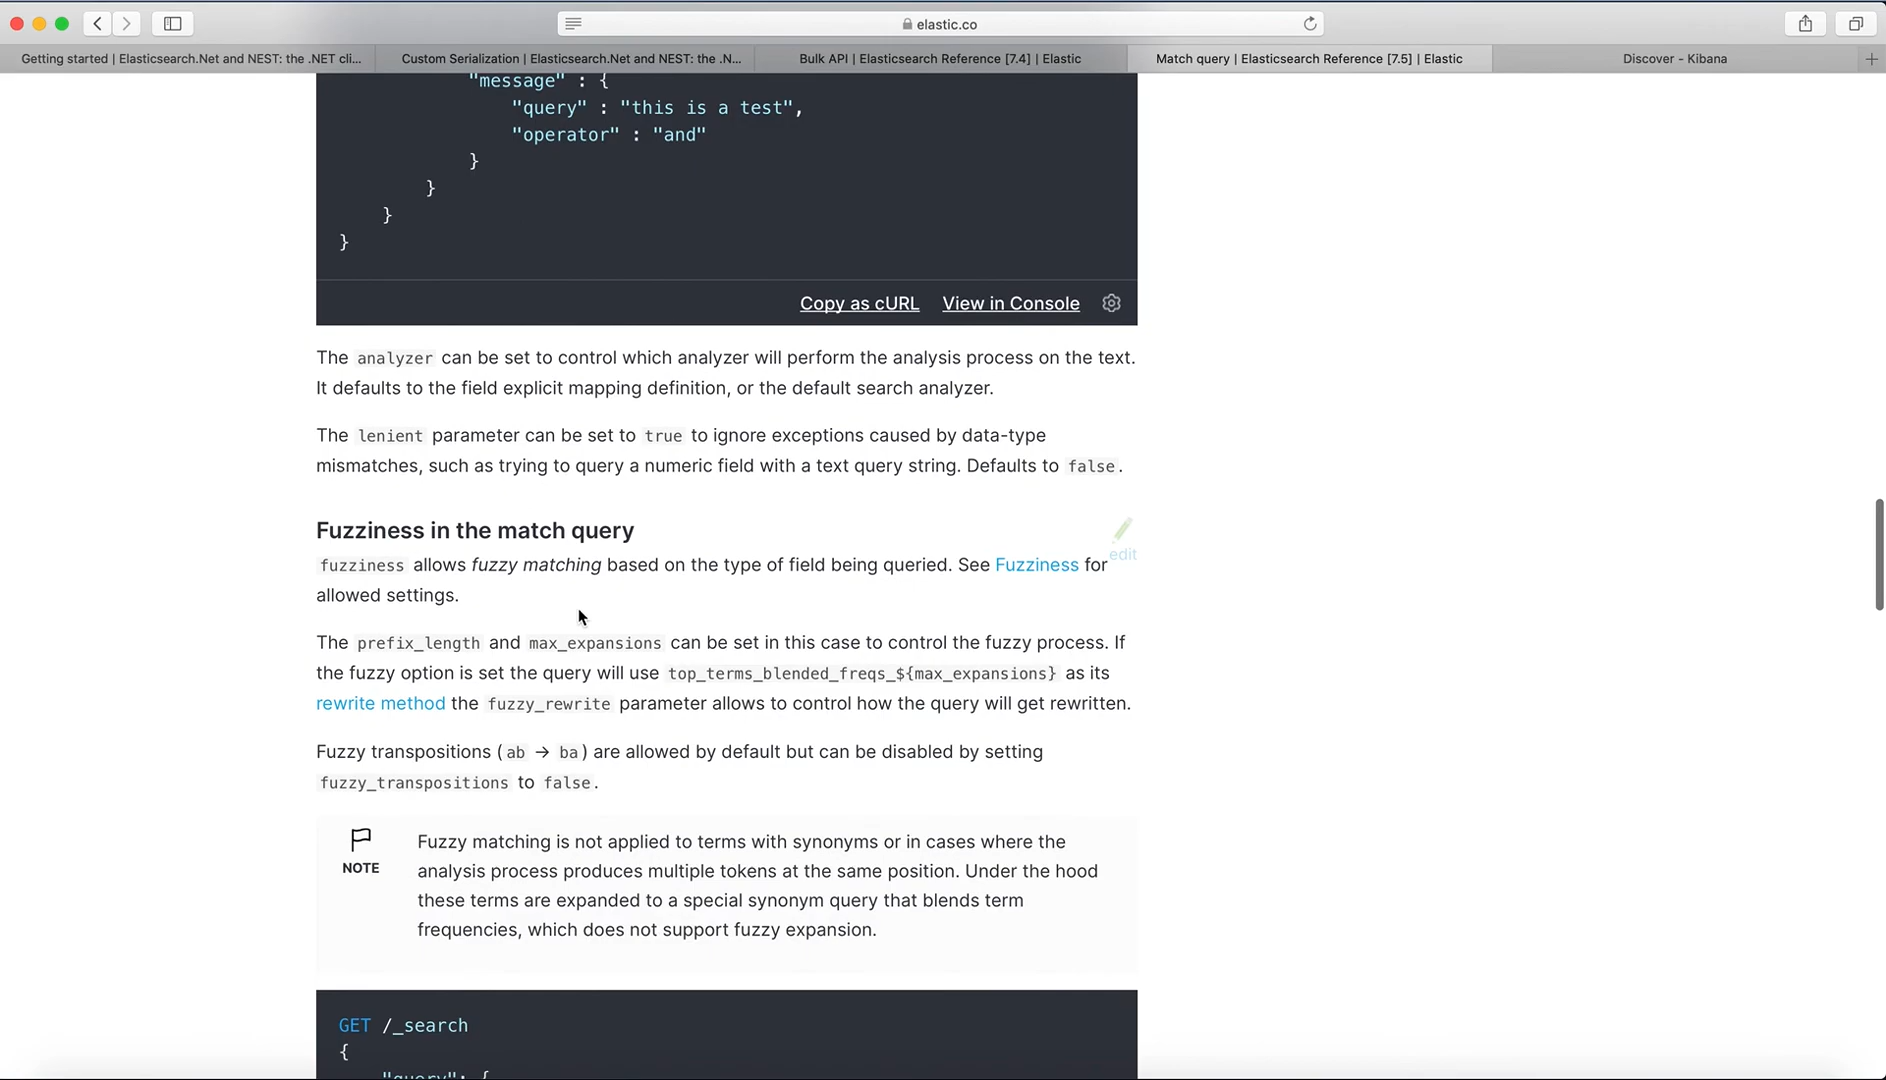 elastic.co
Getting started | Elasticsearch.Net and NEST: the .NET cli...
Custom Serialization | Elasticsearch.Net and NEST: the .N...
Bulk API | Elasticsearch Reference [7.4] | Elastic
Match query | Elasticsearch Reference [7.5] | Elastic
Discover - Kibana
"message" : {
"query" : "this is a test",
"operator" : "and"
}
}
}
}
Copy as cURL View in Console
The analyzer can be set to control which analyzer will perform the analysis process on the text.
It defaults to the field explicit mapping definition, or the default search analyzer.
The lenient parameter can be set to true to ignore exceptions caused by data-type
mismatches, such as trying to query a numeric field with a text query string. Defaults to false.
Fuzziness in the match query
edit
fuzziness allows fuzzy matching based on the type of field being queried. See Fuzziness for
allowed settings.
The prefix_length and max_expansions can be set in this case to control the fuzzy process. If
the fuzzy option is set the query will use top_terms_blended_freqs_${max_expansions} as its
rewrite method the fuzzy_rewrite parameter allows to control how the query will get rewritten.
Fuzzy transpositions (ab → ba) are allowed by default but can be disabled by setting
fuzzy_transpositions to false.
NOTE
Fuzzy matching is not applied to terms with synonyms or in cases where the
analysis process produces multiple tokens at the same position. Under the hood
these terms are expanded to a special synonym query that blends term
frequencies, which does not support fuzzy expansion.
GET /_search
{
"query": {